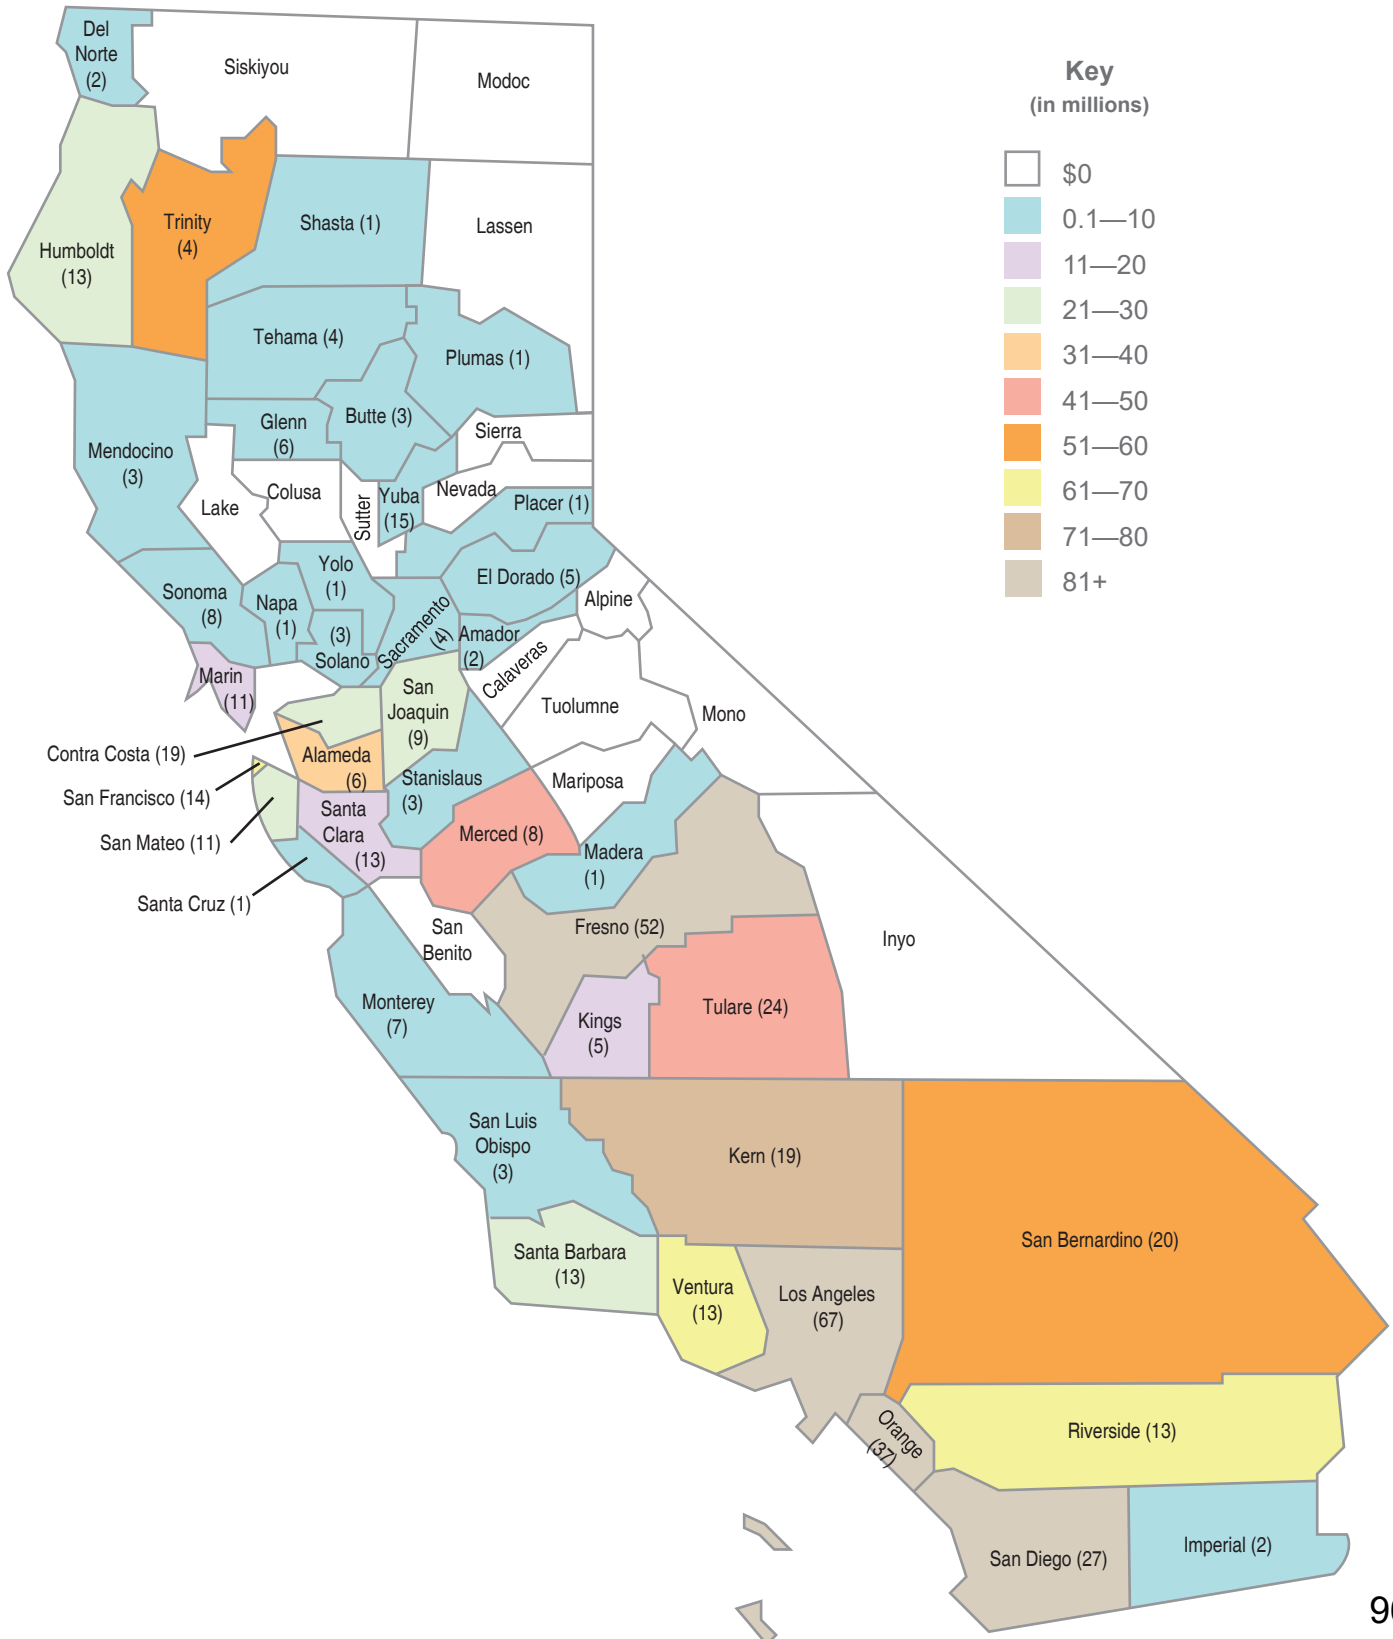 Del
Norte
(2)
Siskiyou
Modoc
Key
(in millions)
$0
0.1—10
11—20
21—30
31—40
41—50
51—60
61—70
71—80
81+
Humboldt
(13)
Trinity
(4)
Shasta (1)
Lassen
Tehama (4)
Plumas (1)
Mendocino
(3)
Glenn
(6)
Butte (3)
Sierra
Lake
Colusa
Sutter
Yuba
(15)
Nevada
Placer (1)
Sonoma
(8)
Napa
(1)
Yolo
(1)
(3)
Solano
Sacramento
(4)
El Dorado (5)
Amador
(2)
Alpine
Calaveras
Marin
(11)
Tuolumne
Mono
San
Joaquin
(9)
Contra Costa (19)
Alameda
(6)
Stanislaus
(3)
Mariposa
San Francisco (14)
San Mateo (11)
Santa
Clara
(13)
Merced (8)
Madera
(1)
Santa Cruz (1)
San
Benito
Fresno (52)
Inyo
Monterey
(7)
Kings
(5)
Tulare (24)
San Luis
Obispo
(3)
Kern (19)
San Bernardino (20)
Santa Barbara
(13)
Ventura
(13)
Los Angeles
(67)
Orange
(37)
Riverside (13)
San Diego (27)
Imperial (2)